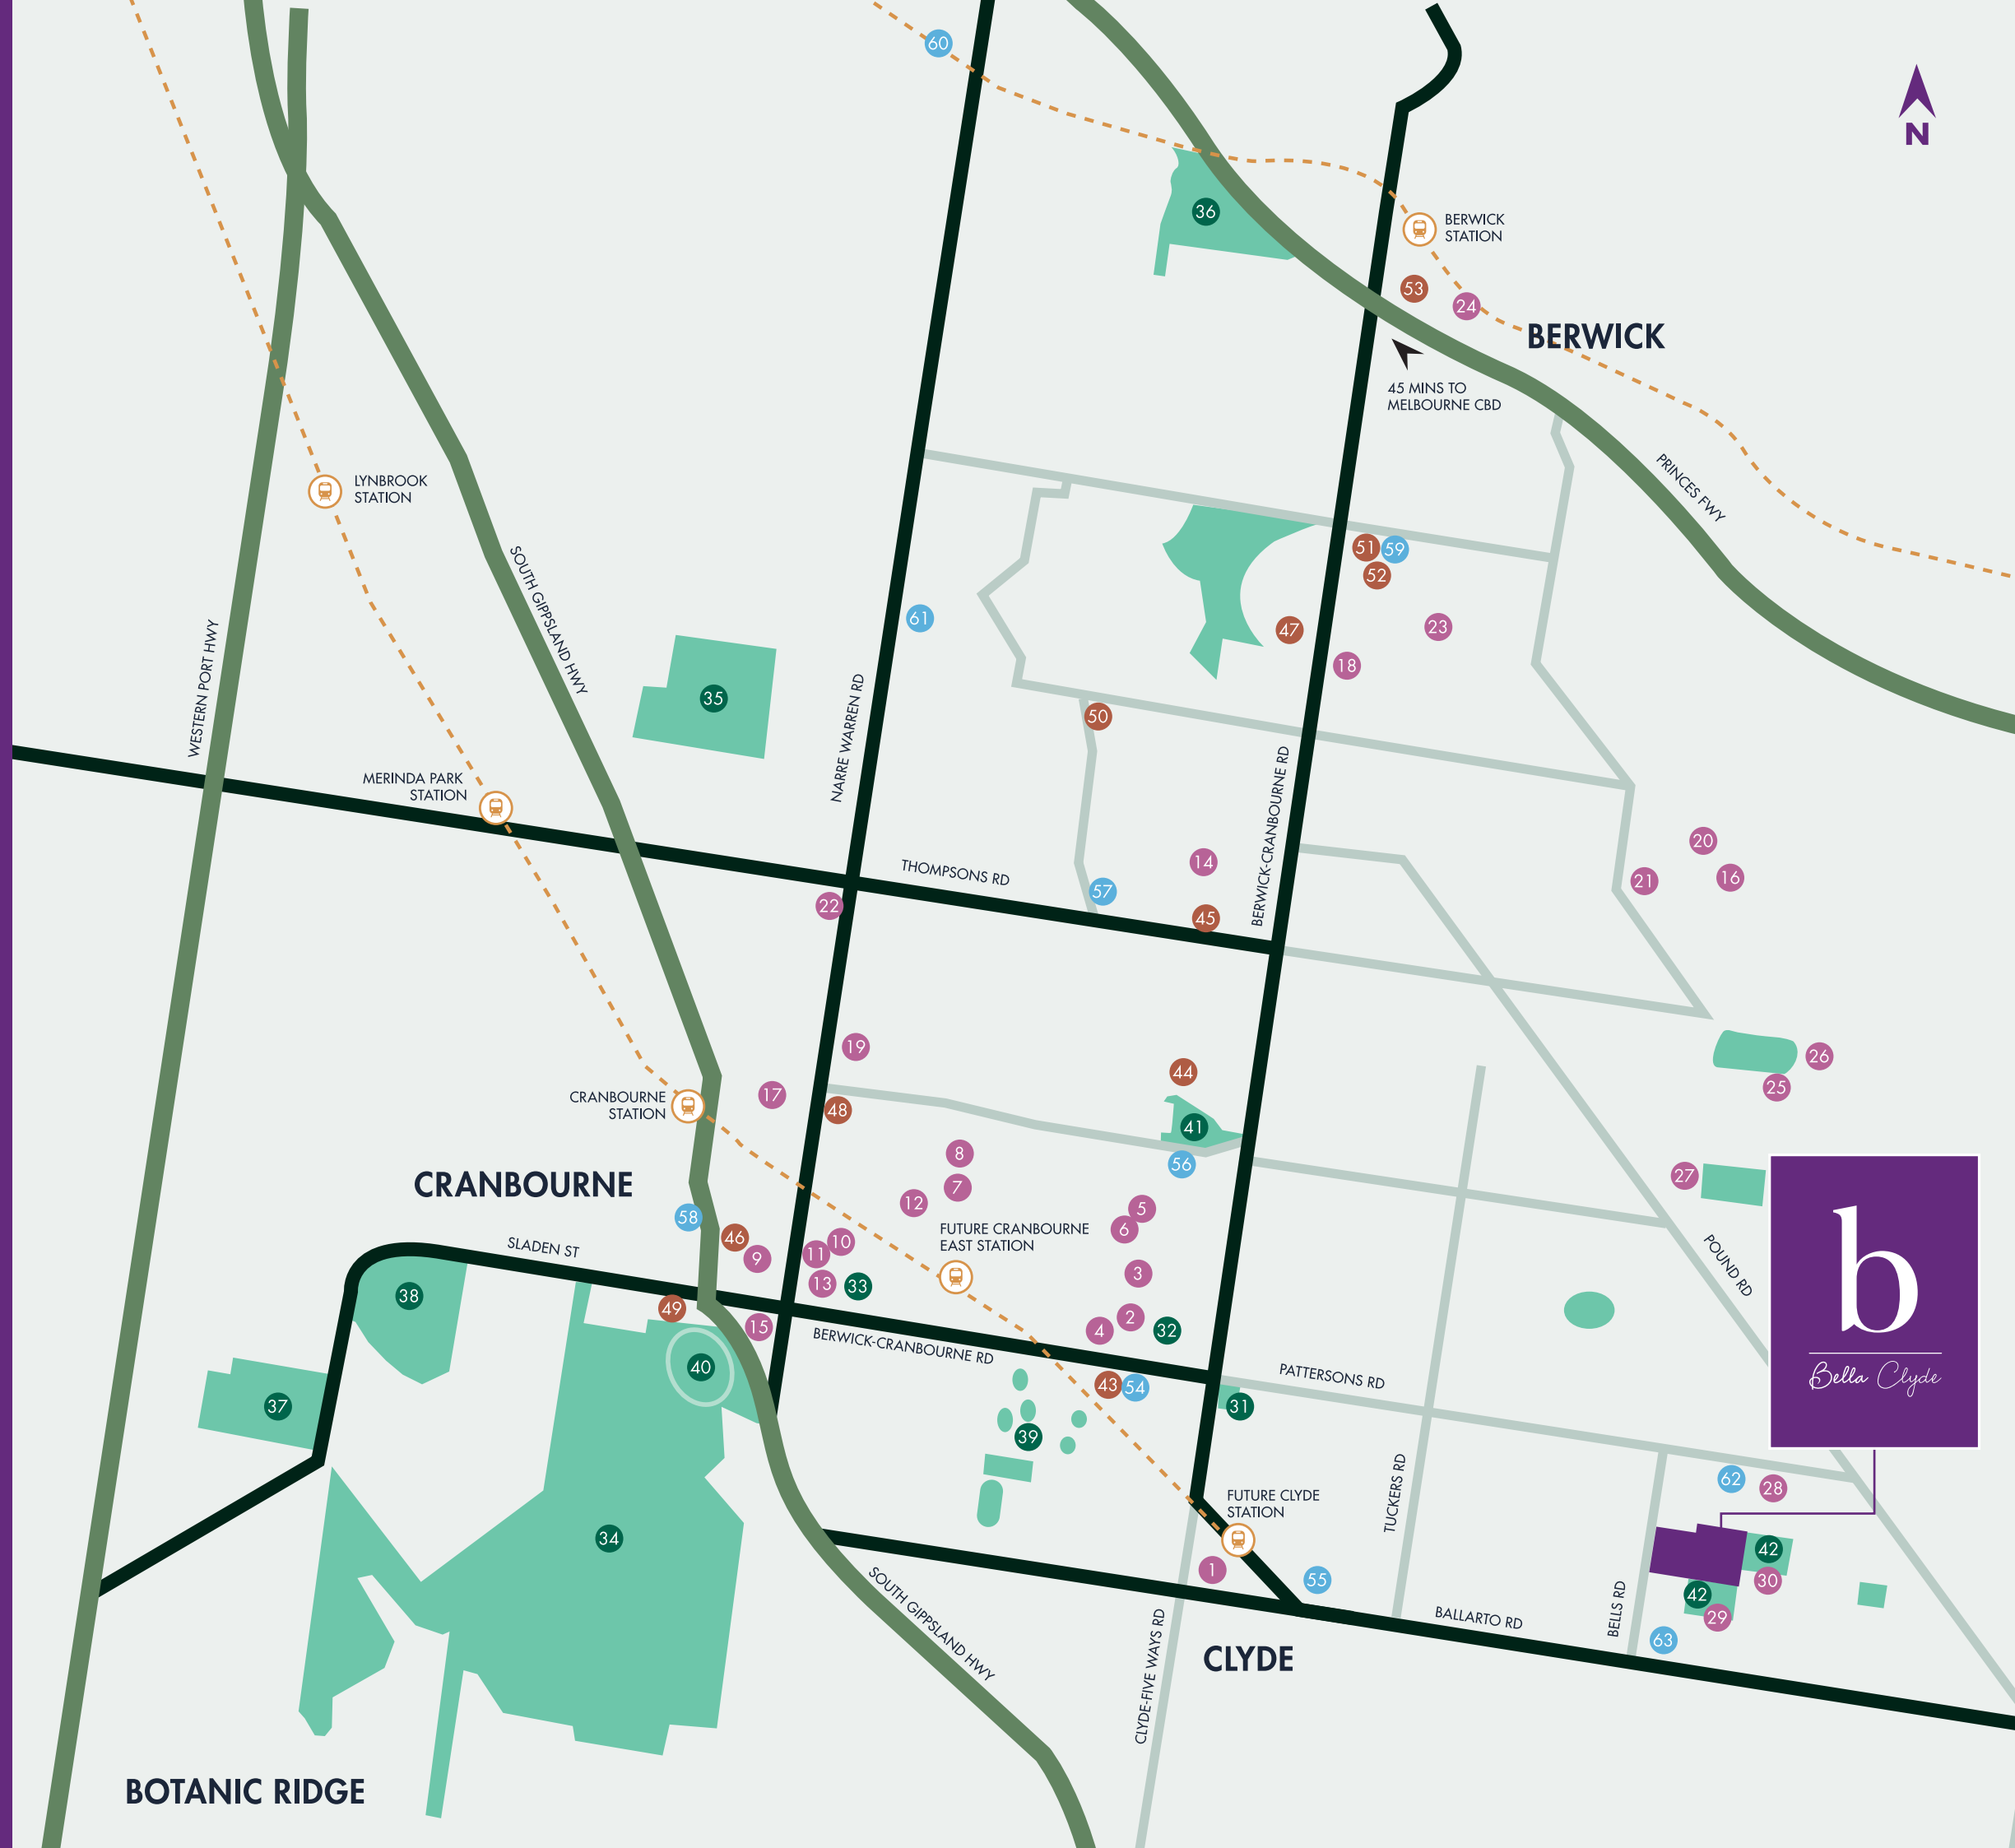 60
N
36
BERWICK
STATION
53
24
BERWICK
45 MINS TO
MELBOURNE CBD
PRINCES FWY
LYNBROOK
STATION
SOUTH GIPPSLAND HWY
51
59
52
61
47
23
18
WESTERN PORT HWY
35
NARRE WARREN RD
50
MERINDA PARK
STATION
BERWICK-CRANBOURNE RD
THOMPSONS RD
14
20
21
16
57
22
45
19
26
44
25
CRANBOURNE
STATION
17
48
41
8
56
27
CRANBOURNE
7
12
5
58
6
FUTURE CRANBOURNE
EAST STATION
46
SLADEN ST
10
11
9
3
13
33
POUND RD
b
Bella Clyde
38
49
15
2
4
32
BERWICK-CRANBOURNE RD
40
PATTERSONS RD
43
54
37
31
39
62
28
TUCKERS RD
FUTURE CLYDE
STATION
34
42
1
55
30
42
29
BELLS RD
BALLARTO RD
63
SOUTH GIPPSLAND HWY
CLYDE-FIVE WAYS RD
CLYDE
BOTANIC RIDGE